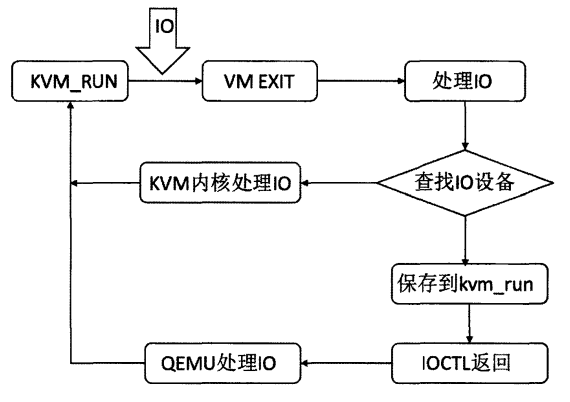 IO
KVM_RUN
VM EXIT
处理IO
KVM内核处理IO
查找IO设备
保存到kvm_run
QEMU处理IO
IOCTL返回